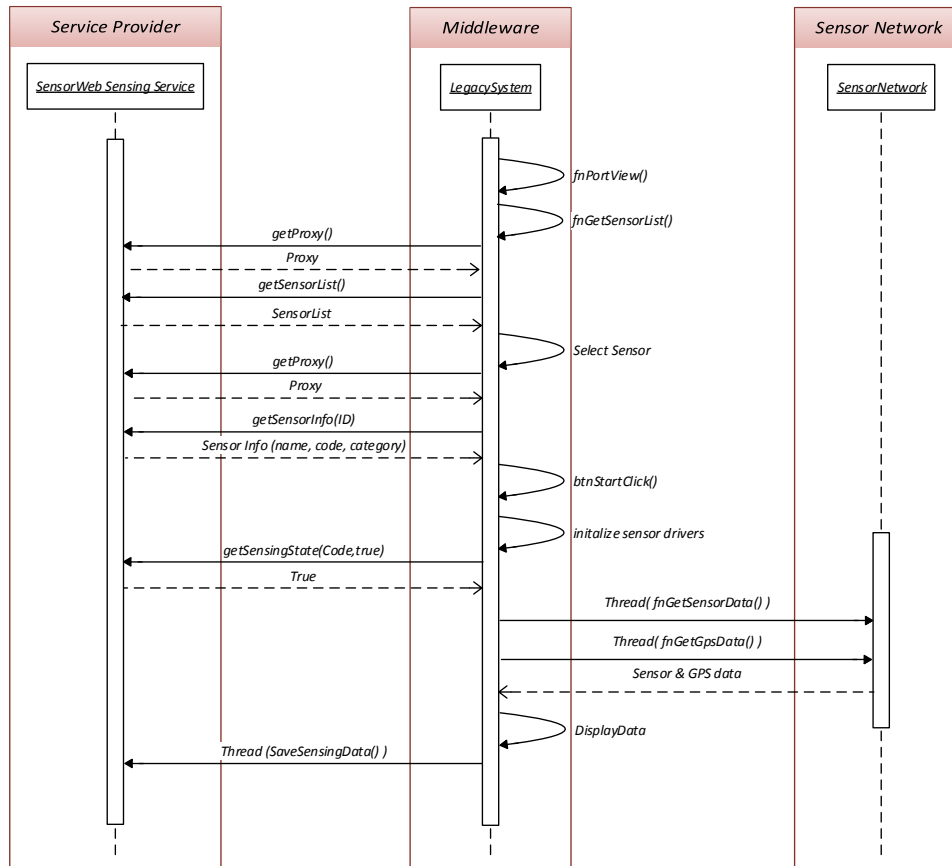 Service Provider
Middleware
Sensor Network
SensorWeb Sensing Service
LegacySystem
SensorNetwork
fnPortView()
fnGetSensorList()
getProxy()
Proxy
getSensorList()
SensorList
Select Sensor
getProxy()
Proxy
getSensorInfo(ID)
Sensor Info (name, code, category)
btnStartClick()
initalize sensor drivers
getSensingState(Code,true)
True
Thread( fnGetSensorData() )
Thread( fnGetGpsData() )
Sensor & GPS data
DisplayData
Thread (SaveSensingData() )